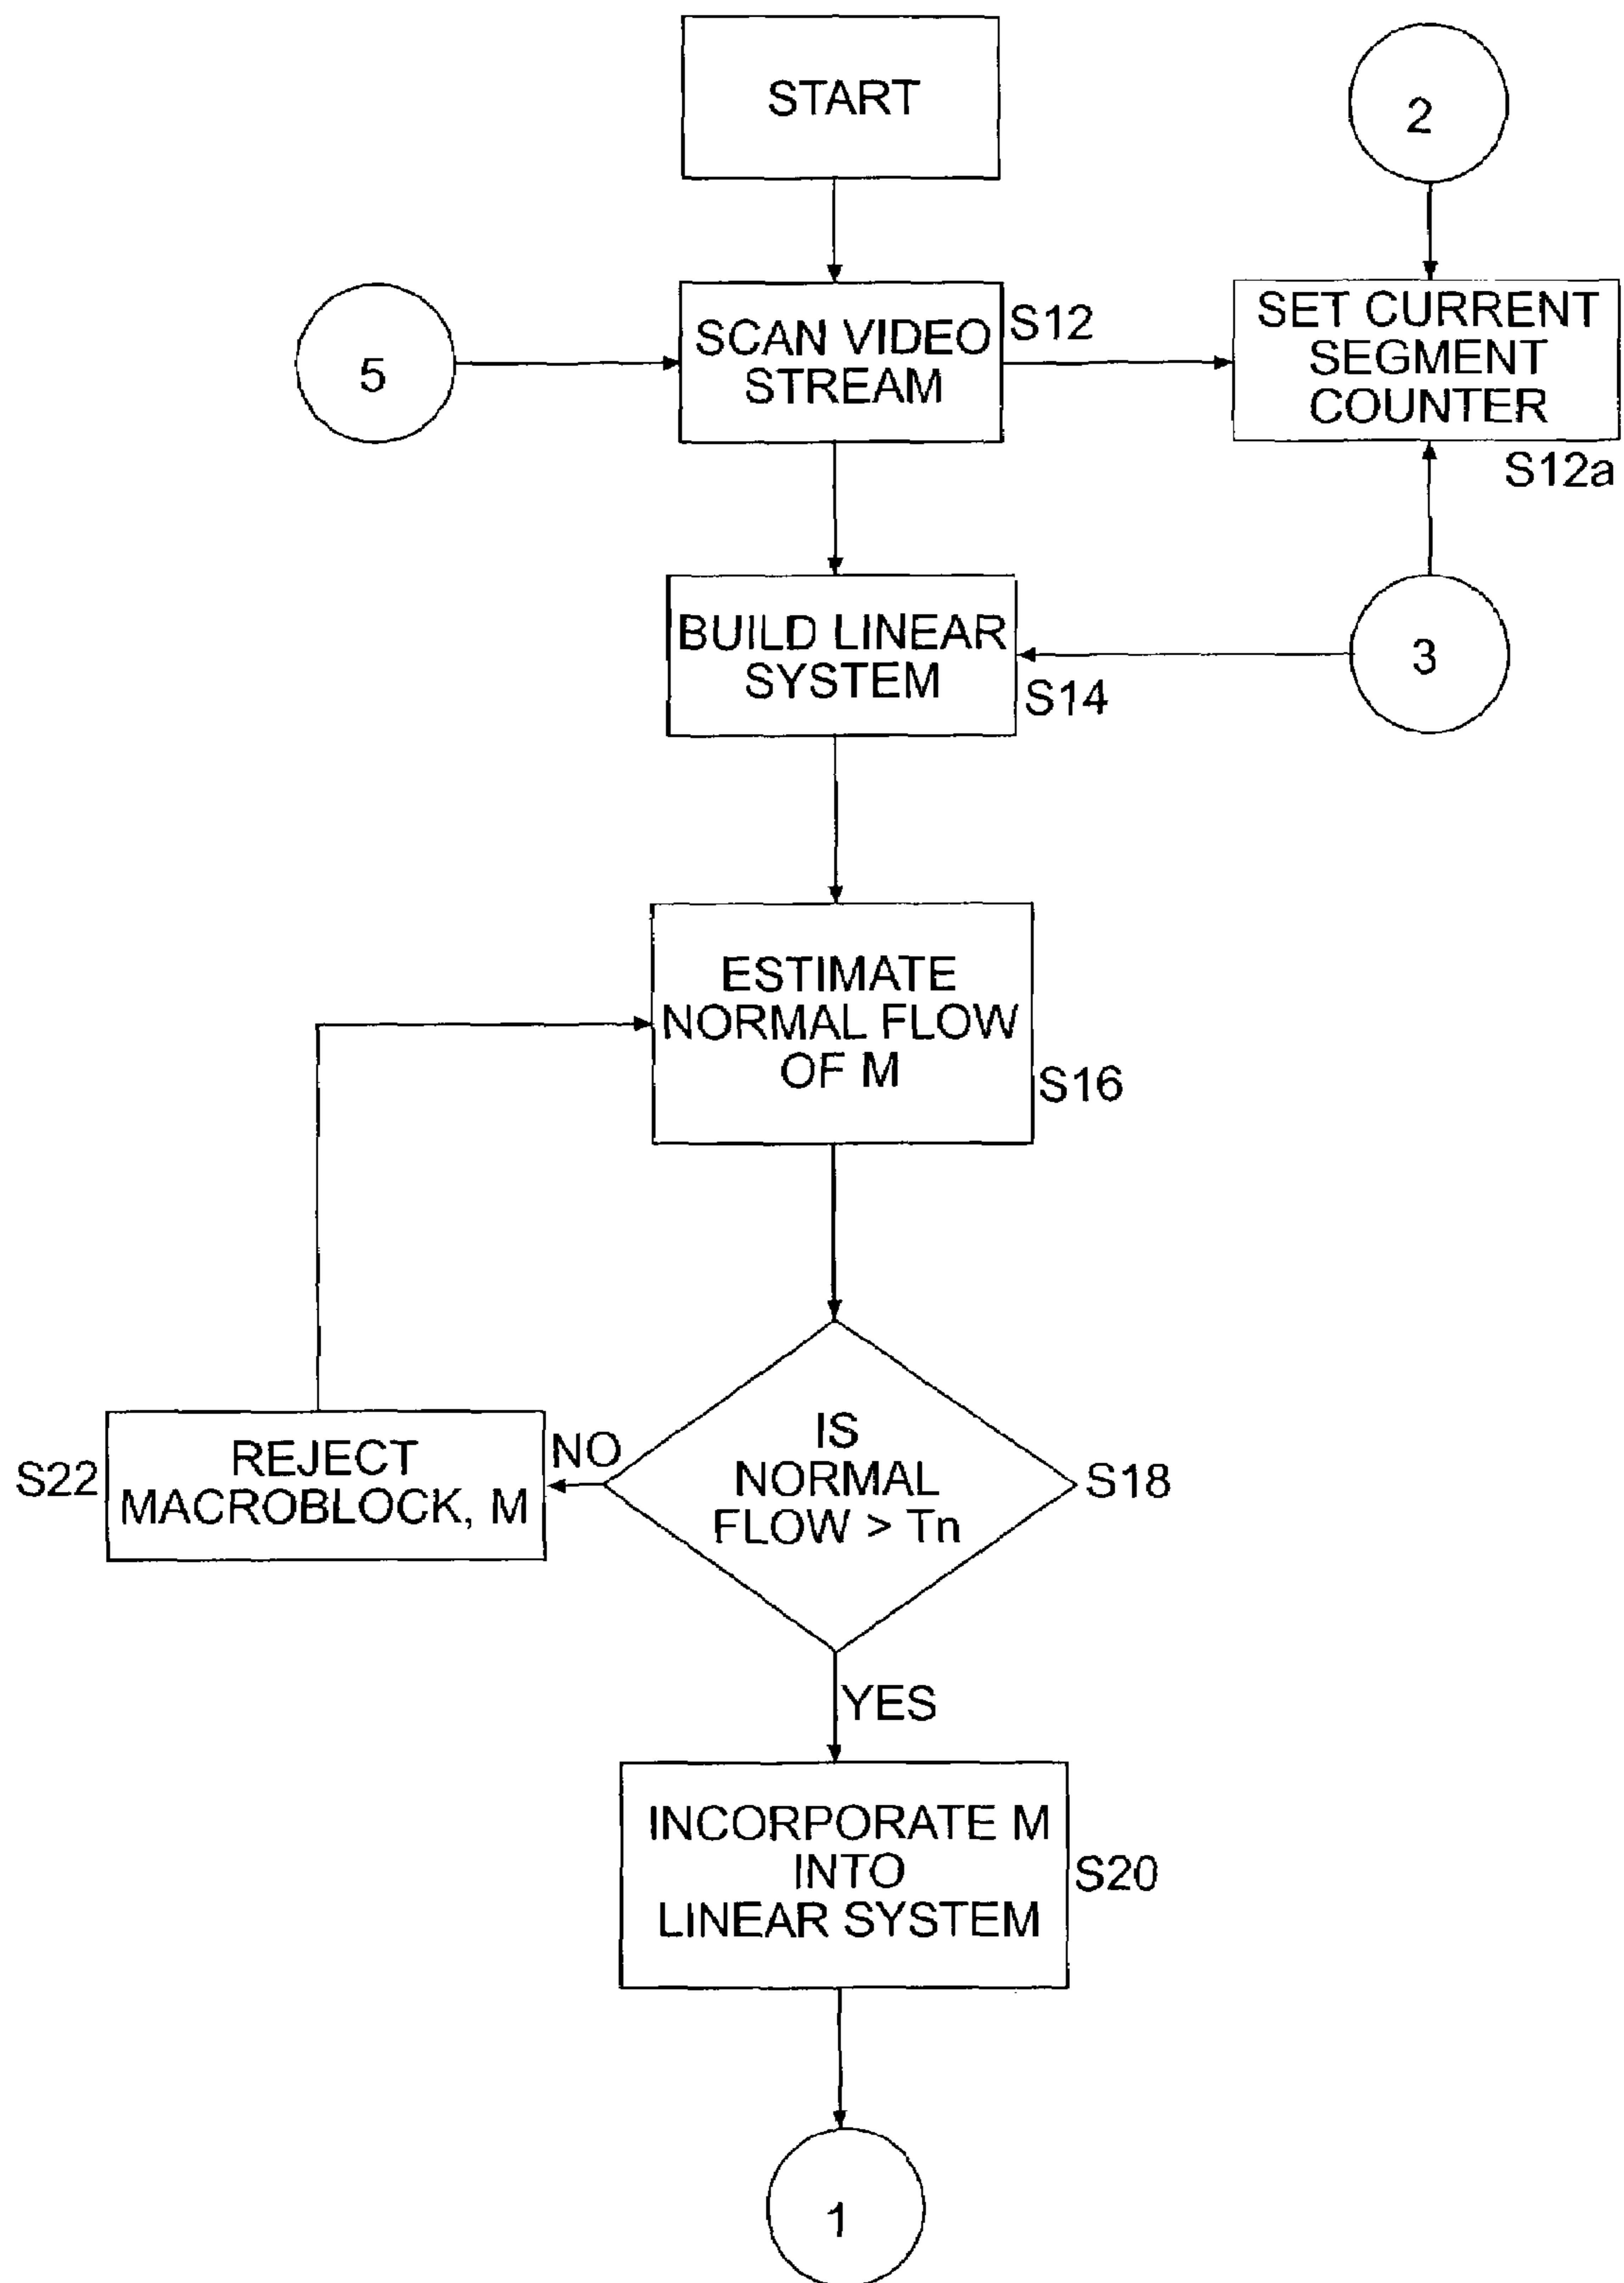 START
2
SCAN VIDEO
STREAM
S12
SET CURRENT
SEGMENT
COUNTER
S12a
5
BUILD LINEAR
SYSTEM
S14
3
ESTIMATE
NORMAL FLOW
OF M
S16
IS
NORMAL
FLOW > Tn
S18
NO
REJECT
MACROBLOCK, M
S22
YES
INCORPORATE M
INTO
LINEAR SYSTEM
S20
1